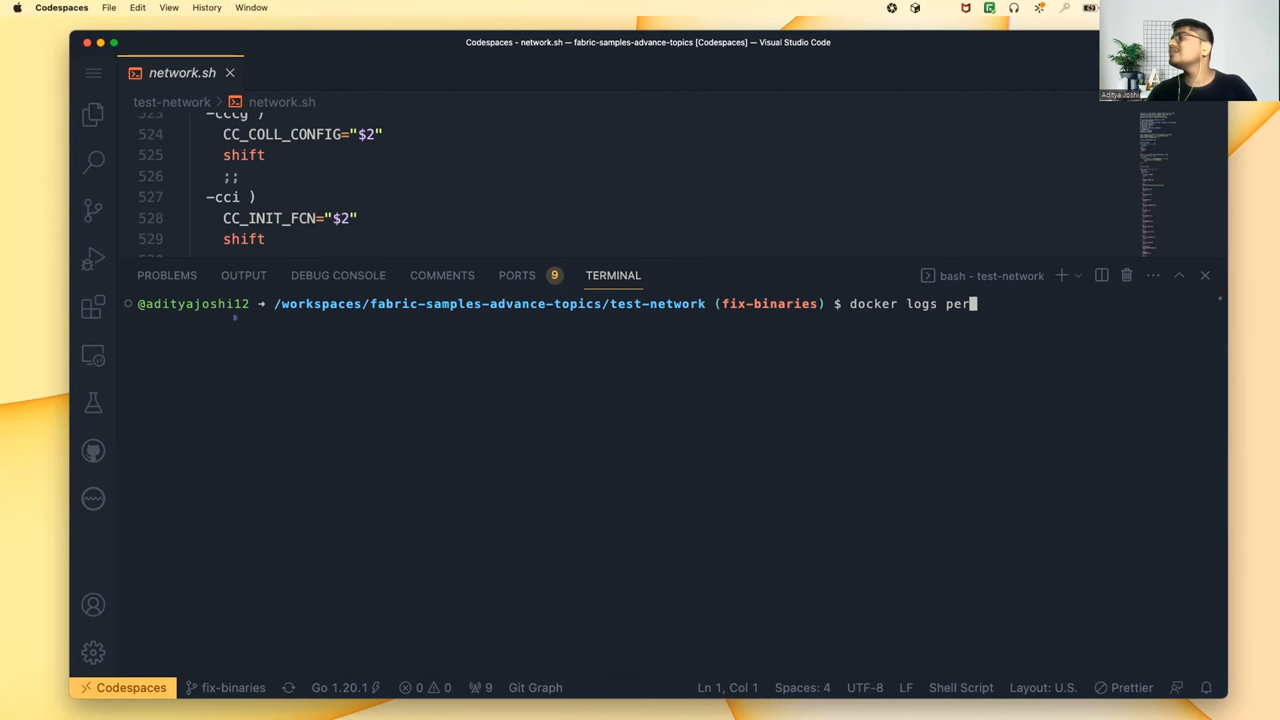 Codespaces File Edit View History Window
Codespaces - network.sh — fabric-samples-advance-topics [Codespaces] — Visual Studio Code
network.sh
Aditya Joshi
test-network > network.sh
523 -cccg )
524 CC_COLL_CONFIG="$2"
525 shift
526 ;;
527 -cci )
528 CC_INIT_FCN="$2"
529 shift
PROBLEMS OUTPUT DEBUG CONSOLE COMMENTS PORTS 9 TERMINAL bash - test-network
@adityajoshi12 ➜ /workspaces/fabric-samples-advance-topics/test-network (fix-binaries) $ docker logs per
Codespaces fix-binaries Go 1.20.1 0 0 9 Git Graph Ln 1, Col 1 Spaces: 4 UTF-8 LF Shell Script Layout: U.S. Prettier